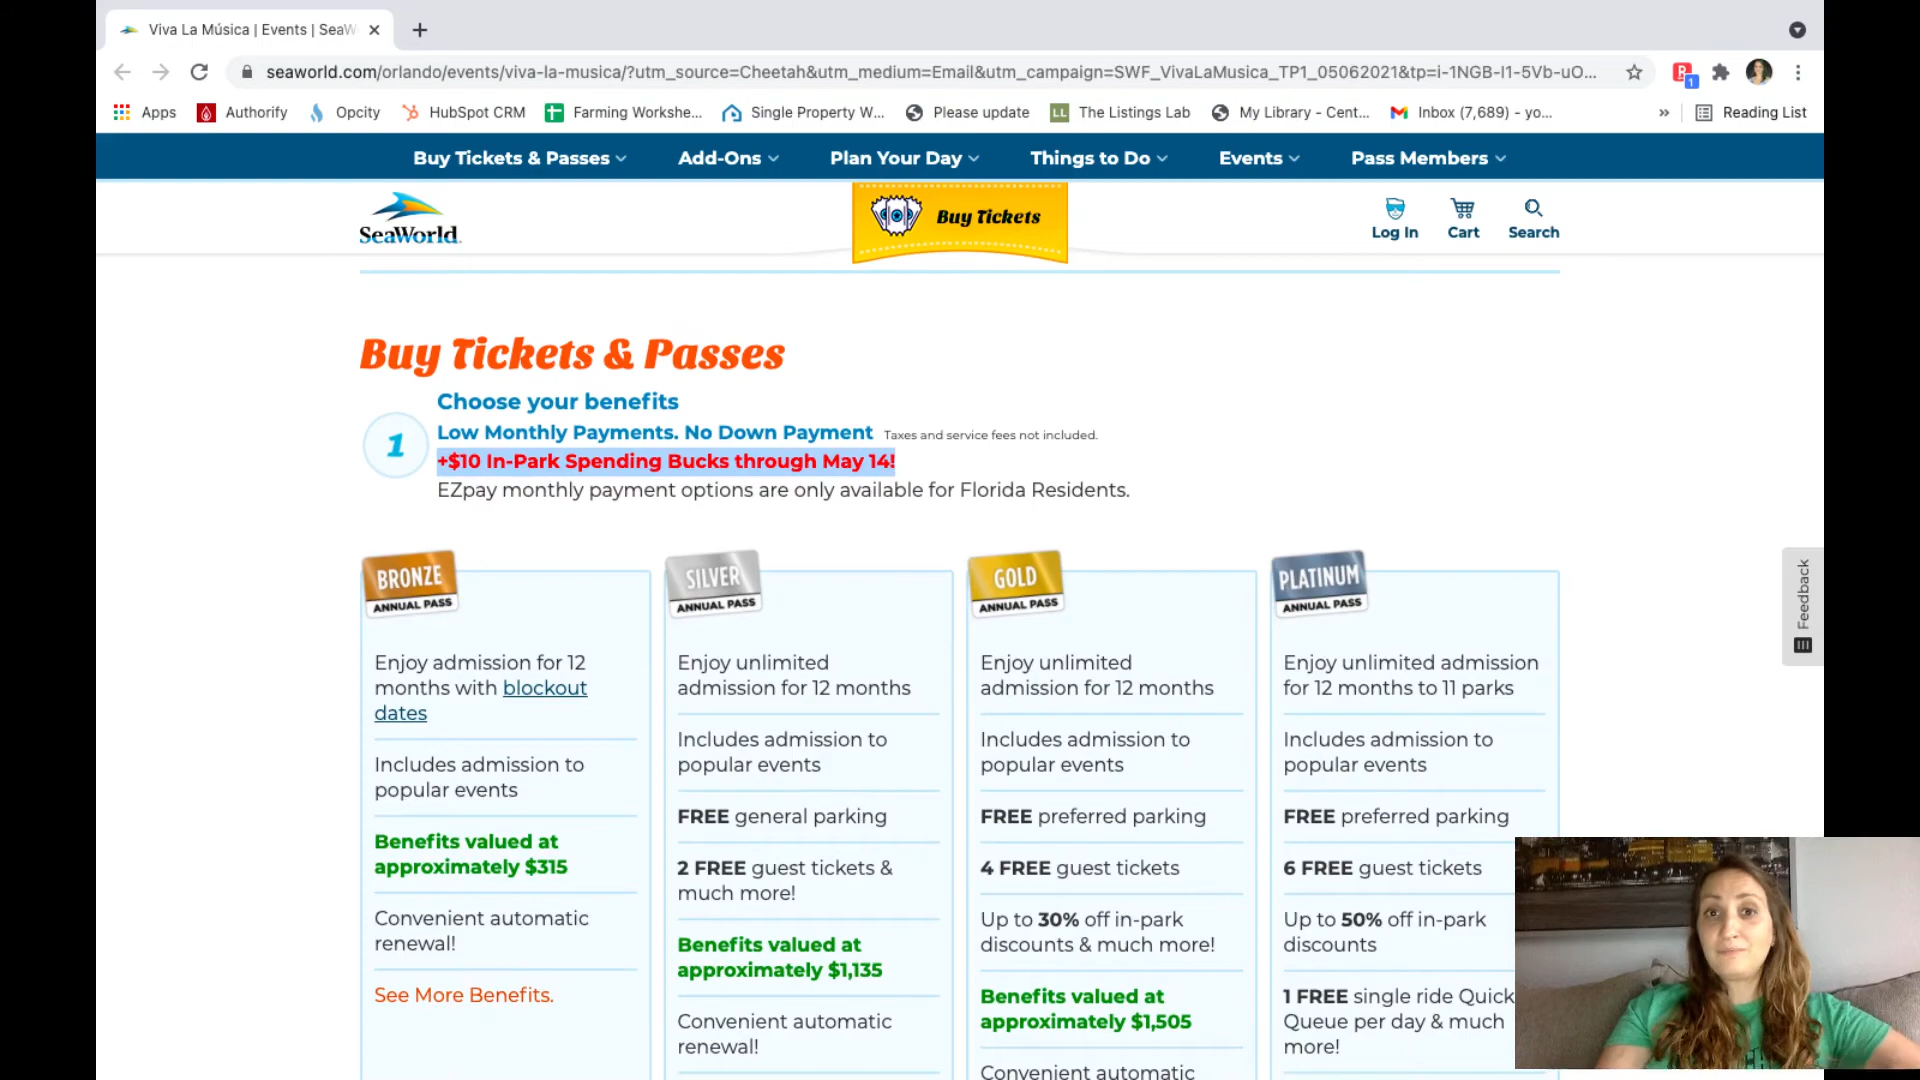 Viva La Música | Events | SeaW
seaworld.com/orlando/events/viva-la-musica/?utm_source=Cheetah&utm_medium=Email&utm_campaign=SWF_VivaLaMusica_TP1_05062021&tp=i-1NGB-I1-5Vb-uO...
1
Apps
Authorify
Opcity
HubSpot CRM
Farming Workshe...
Single Property W...
Please update
LL
The Listings Lab
My Library - Cent...
Inbox (7,689) - yo...
»
Reading List
Buy Tickets & Passes
Add-Ons
Plan Your Day
Things to Do
Events
Pass Members
SeaWorld
Buy Tickets
Log In
Cart
Search
Buy Tickets & Passes
1
Choose your benefits
Low Monthly Payments. No Down Payment Taxes and service fees not included.
+$10 In-Park Spending Bucks through May 14!
EZpay monthly payment options are only available for Florida Residents.
BRONZE
ANNUAL PASS
Enjoy admission for 12
months with blockout
dates
Includes admission to
popular events
Benefits valued at
approximately $315
Convenient automatic
renewal!
See More Benefits.
SILVER
ANNUAL PASS
Enjoy unlimited
admission for 12 months
Includes admission to
popular events
FREE general parking
2 FREE guest tickets &
much more!
Benefits valued at
approximately $1,135
Convenient automatic
renewal!
GOLD
ANNUAL PASS
Enjoy unlimited
admission for 12 months
Includes admission to
popular events
FREE preferred parking
4 FREE guest tickets
Up to 30% off in-park
discounts & much more!
Benefits valued at
approximately $1,505
Convenient automatic
PLATINUM
ANNUAL PASS
Enjoy unlimited admission
for 12 months to 11 parks
Includes admission to
popular events
FREE preferred parking
6 FREE guest tickets
Up to 50% off in-park
discounts
1 FREE single ride Quick
Queue per day & much
more!
Feedback